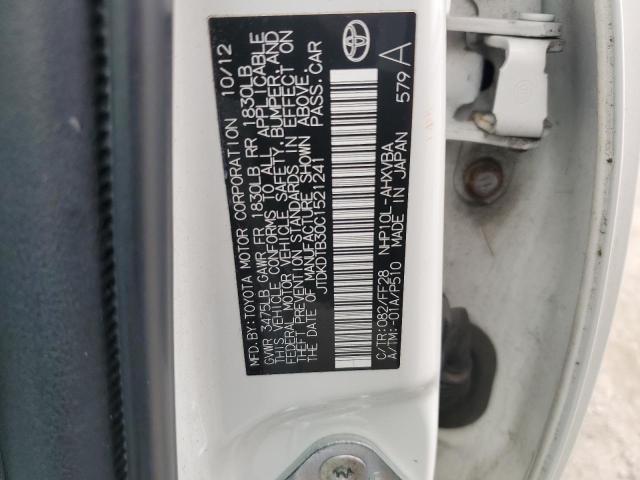 MFD.BY:TOYOTA MOTOR CORPORATION 10/12
GVWR 3475LB GAWR FR 1830LB RR 1830LB
THIS VEHICLE CONFORMS TO ALL APPLICABLE
FEDERAL MOTOR VEHICLE SAFETY, BUMPER, AND
THEFT PREVENTION STANDARDS IN EFFECT ON
THE DATE OF MANUFACTURE SHOWN ABOVE.
JTDKDTB30C1521241 PASS.CAR
C/TR:082/FF28 NHP10L-AHXVBA
A/TM:-01A/P510 MADE IN JAPAN 579 A